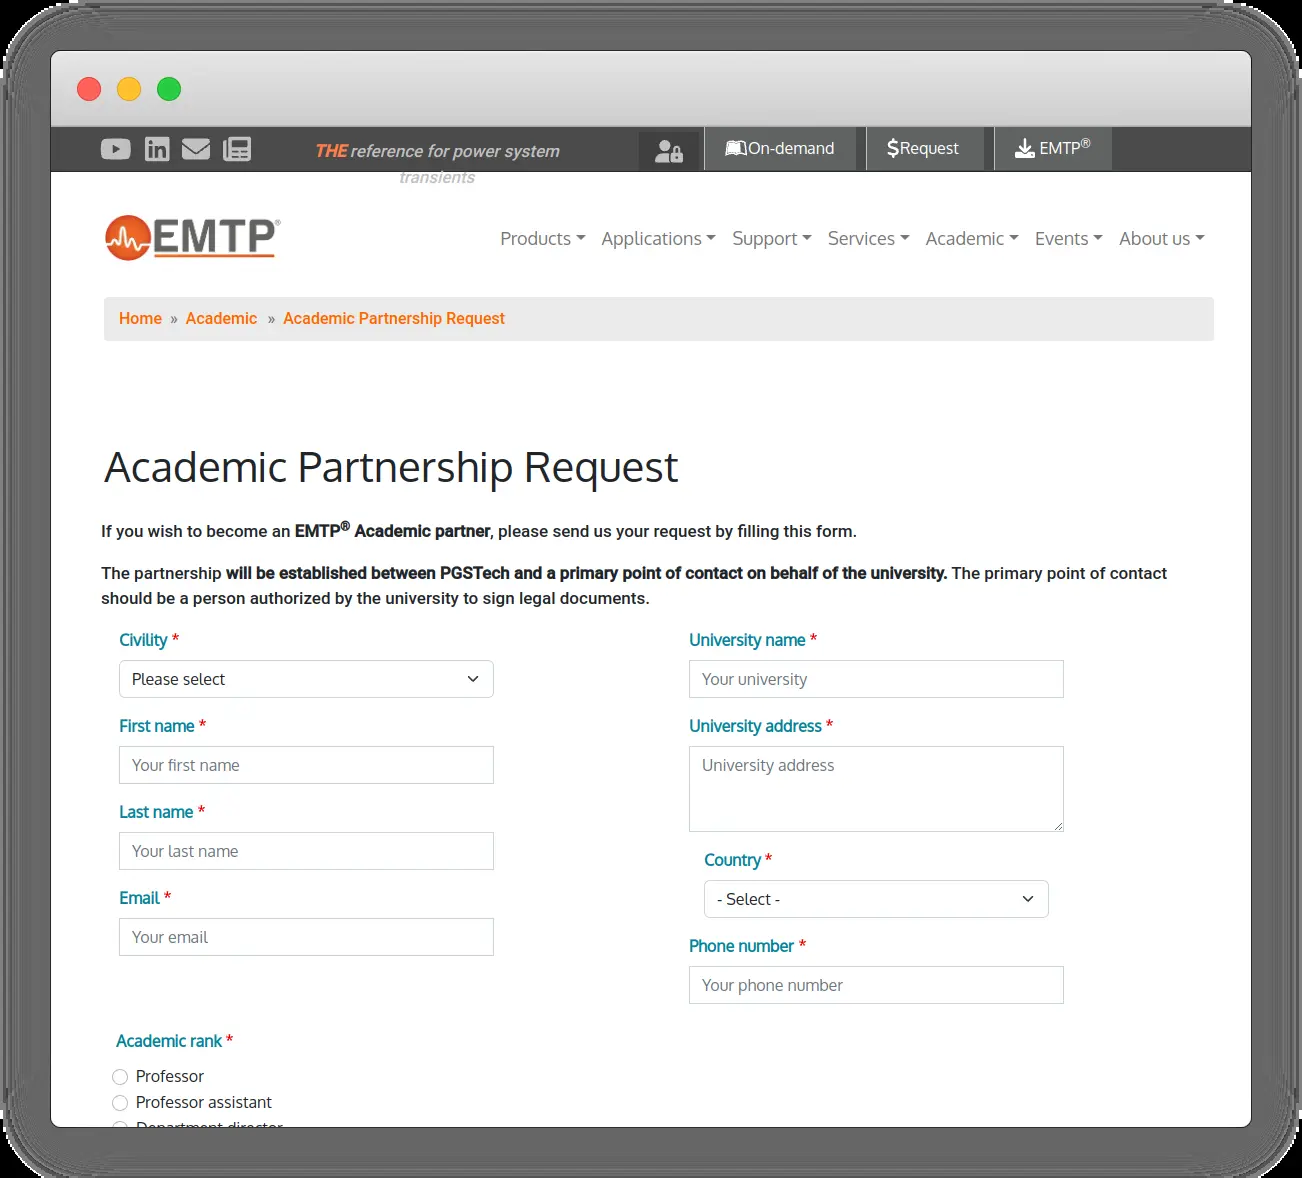 THE reference for power system
transients
On-demand
$Request
EMTP®
EMTP®
Products Applications Support Services Academic Events About us
Home » Academic » Academic Partnership Request
Academic Partnership Request
If you wish to become an EMTP® Academic partner, please send us your request by filling this form.
The partnership will be established between PGSTech and a primary point of contact on behalf of the university. The primary point of contact
should be a person authorized by the university to sign legal documents.
Civility *
Please select
First name *
Your first name
Last name *
Your last name
Email *
Your email
University name *
Your university
University address *
University address
Country *
- Select -
Phone number *
Your phone number
Academic rank *
Professor
Professor assistant
Department director